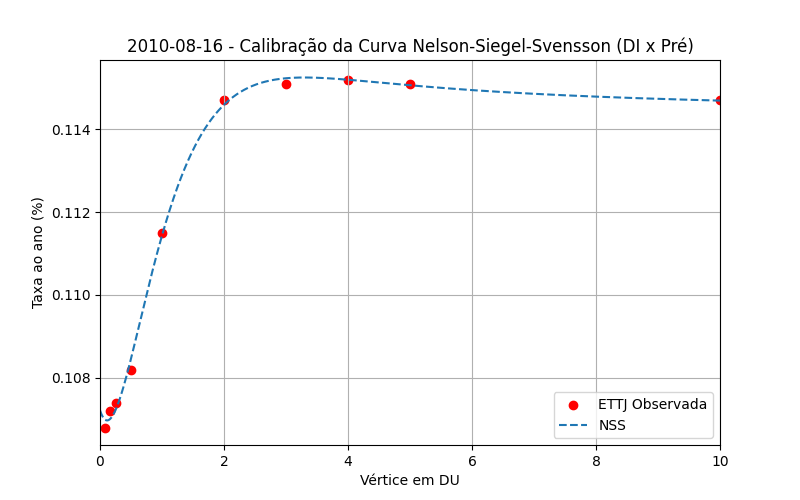 2010-08-16 - Calibração da Curva Nelson-Siegel-Svensson (DI x Pré)
Taxa ao ano (%)
0.114
0.112
0.110
0.108
ETTJ Observada
NSS
0 2 4 6 8 10
Vértice em DU